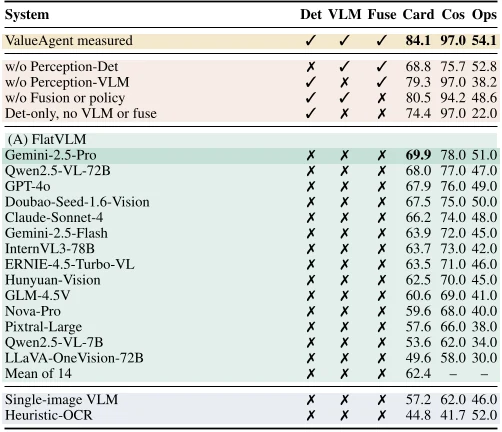 System Det VLM Fuse Card Cos Ops
ValueAgent measured ✓ ✓ ✓ 84.1 97.0 54.1
w/o Perception-Det ✗ ✓ ✓ 68.8 75.7 52.8
w/o Perception-VLM ✓ ✗ ✓ 79.3 97.0 38.2
w/o Fusion or policy ✓ ✓ ✗ 80.5 94.2 48.6
Det-only, no VLM or fuse ✓ ✗ ✗ 74.4 97.0 22.0
(A) FlatVLM
Gemini-2.5-Pro ✗ ✗ ✗ 69.9 78.0 51.0
Qwen2.5-VL-72B ✗ ✗ ✗ 68.0 77.0 47.0
GPT-4o ✗ ✗ ✗ 67.9 76.0 49.0
Doubao-Seed-1.6-Vision ✗ ✗ ✗ 67.5 75.0 50.0
Claude-Sonnet-4 ✗ ✗ ✗ 66.2 74.0 48.0
Gemini-2.5-Flash ✗ ✗ ✗ 63.9 72.0 45.0
InternVL3-78B ✗ ✗ ✗ 63.7 73.0 42.0
ERNIE-4.5-Turbo-VL ✗ ✗ ✗ 63.5 71.0 46.0
Hunyuan-Vision ✗ ✗ ✗ 62.5 70.0 45.0
GLM-4.5V ✗ ✗ ✗ 60.6 69.0 41.0
Nova-Pro ✗ ✗ ✗ 59.6 68.0 40.0
Pixtral-Large ✗ ✗ ✗ 57.6 66.0 38.0
Qwen2.5-VL-7B ✗ ✗ ✗ 53.6 62.0 34.0
LLaVA-OneVision-72B ✗ ✗ ✗ 49.6 58.0 30.0
Mean of 14 ✗ ✗ ✗ 62.4 – –
Single-image VLM ✗ ✗ ✗ 57.2 62.0 46.0
Heuristic-OCR ✗ ✗ ✗ 44.8 41.7 52.0